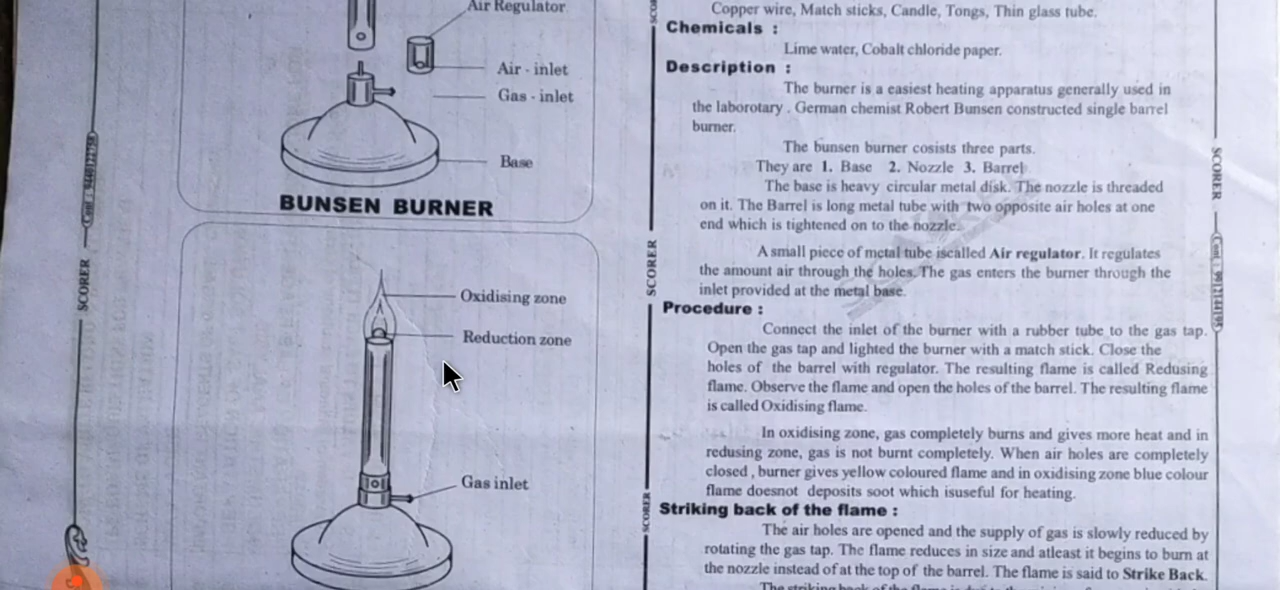 Air Regulator
Air - inlet
Gas - inlet
Base
BUNSEN BURNER
Oxidising zone
Reduction zone
Gas inlet
SCORER
SCORER
SCORER
SCORER
Copper wire, Match sticks, Candle, Tongs, Thin glass tube.
Chemicals :
Lime water, Cobalt chloride paper.
Description :
The burner is a easiest heating apparatus generally used in
the laborotary . German chemist Robert Bunsen constructed single barrel
burner.
The bunsen burner cosists three parts.
They are 1. Base 2. Nozzle 3. Barrel
The base is heavy circular metal disk. The nozzle is threaded
on it. The Barrel is long metal tube with two opposite air holes at one
end which is tightened on to the nozzle.
A small piece of metal tube iscalled Air regulator. It regulates
the amount air through the holes. The gas enters the burner through the
inlet provided at the metal base.
Procedure :
Connect the inlet of the burner with a rubber tube to the gas tap.
Open the gas tap and lighted the burner with a match stick. Close the
holes of the barrel with regulator. The resulting flame is called Redusing
flame. Observe the flame and open the holes of the barrel. The resulting flame
is called Oxidising flame.
In oxidising zone, gas completely burns and gives more heat and in
redusing zone, gas is not burnt completely. When air holes are completely
closed , burner gives yellow coloured flame and in oxidising zone blue colour
flame doesnot deposits soot which isuseful for heating.
Striking back of the flame :
The air holes are opened and the supply of gas is slowly reduced by
rotating the gas tap. The flame reduces in size and atleast it begins to burn at
the nozzle instead of at the top of the barrel. The flame is said to Strike Back.